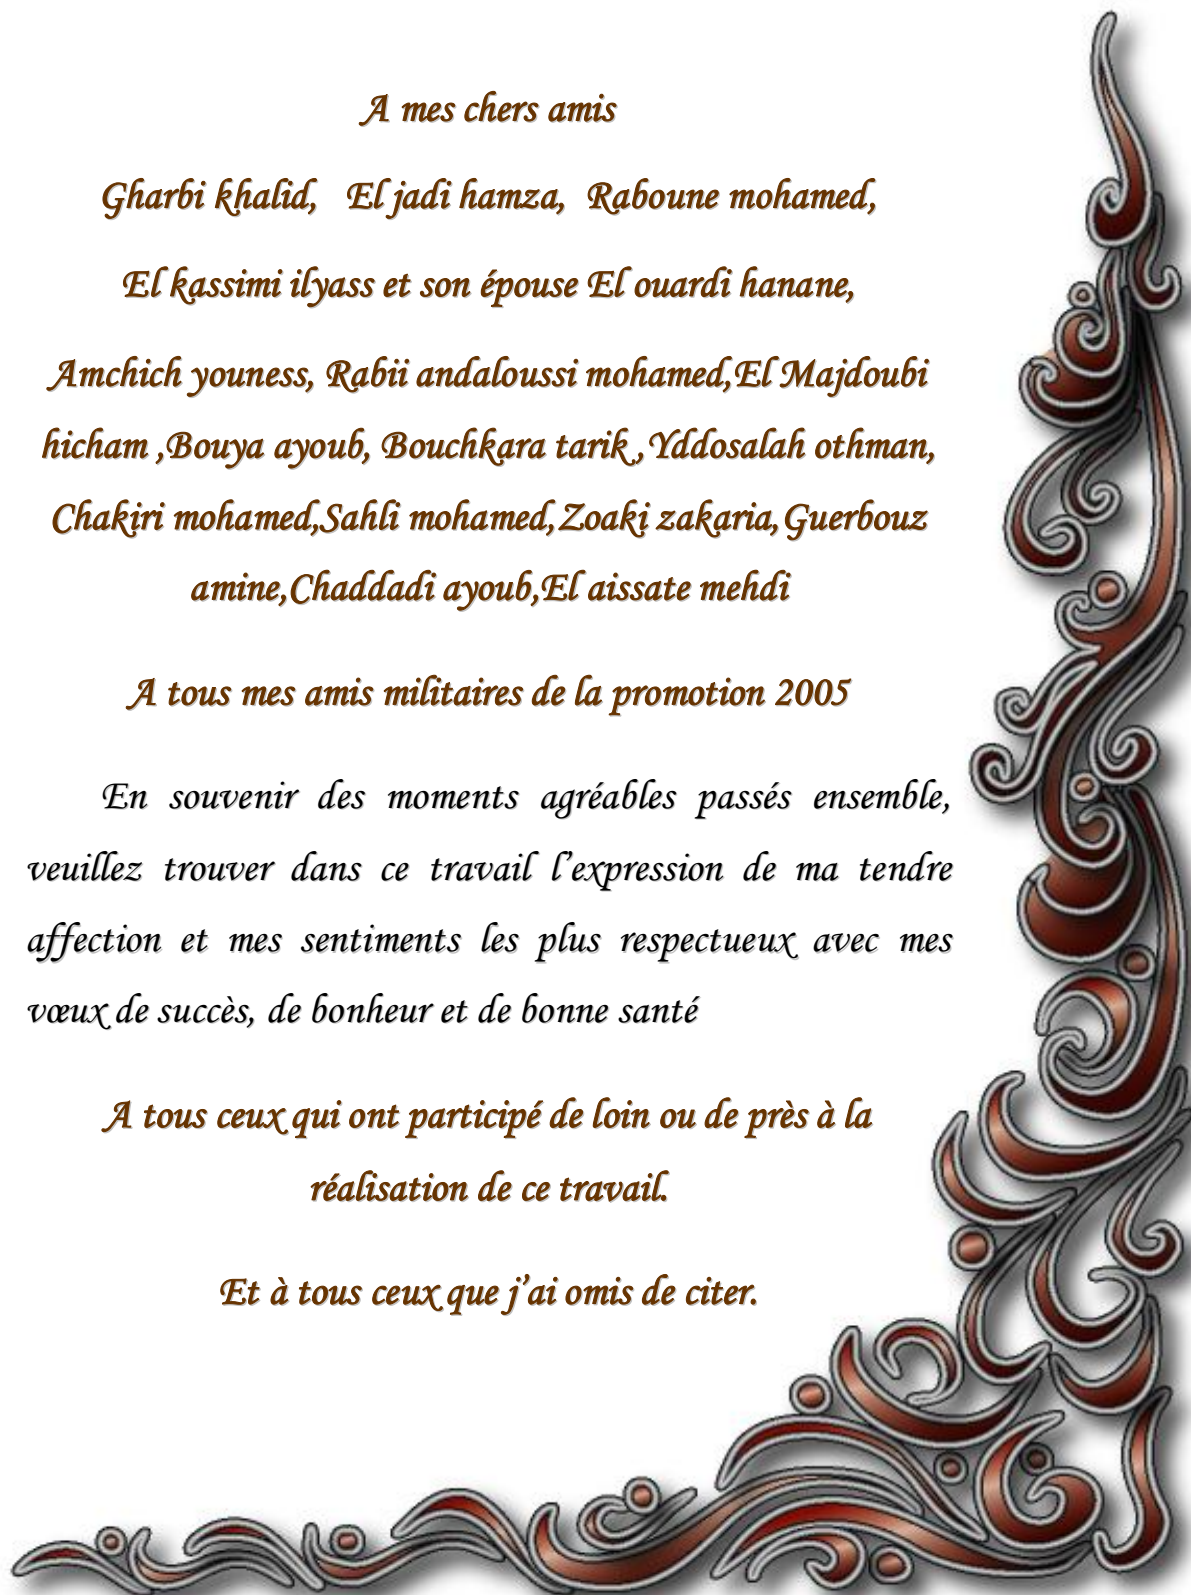 A mes chers amis
Gharbi khalid, El jadi hamza, Raboune mohamed,
El kassimi ilyass et son épouse El ouardi hanane,
Amchich youness, Rabii andaloussi mohamed,El Majdoubi
hicham ,Bouya ayoub, Bouchkara tarik ,Yddosalah othman,
Chakiri mohamed,Sahli mohamed,Zoaki zakaria,Guerbouz
amine,Chaddadi ayoub,El aissate mehdi
A tous mes amis militaires de la promotion 2005
En souvenir des moments agréables passés ensemble,
veuillez trouver dans ce travail l’expression de ma tendre
affection et mes sentiments les plus respectueux avec mes
vœux de succès, de bonheur et de bonne santé
A tous ceux qui ont participé de loin ou de près à la
réalisation de ce travail.
Et à tous ceux que j’ai omis de citer.